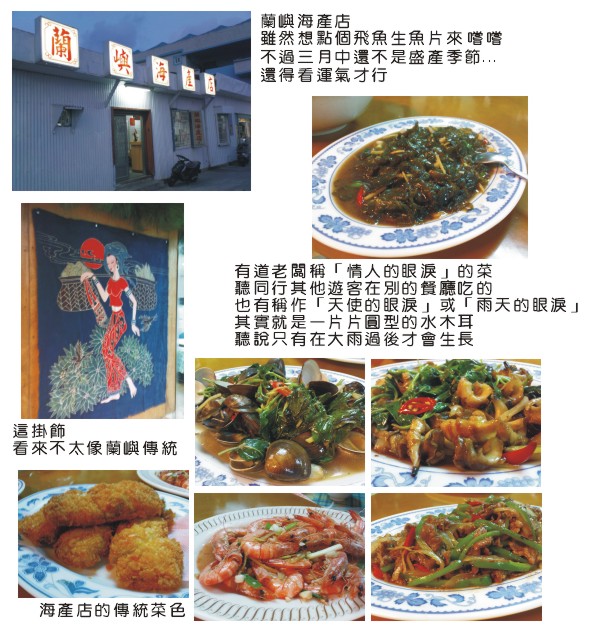 蘭嶼海產店
蘭嶼海產店
雖然想點個飛魚生魚片來嚐嚐
不過三月中還不是盛產季節...
還得看運氣才行
有道老闆稱「情人的眼淚」的菜
聽同行其他遊客在別的餐廳吃的
也有稱作「天使的眼淚」或「雨天的眼淚」
其實就是一片片圓型的水木耳
聽說只有在大雨過後才會生長
這掛飾
看來不太像蘭嶼傳統
海產店的傳統菜色